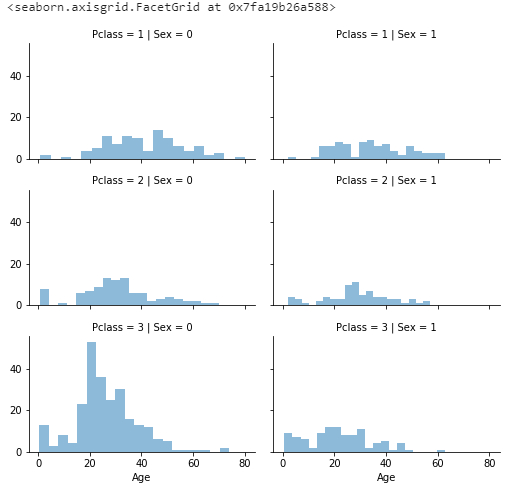 <seaborn.axisgrid.FacetGrid at 0x7fa19b26a588>
Pclass = 1 | Sex = 0
Pclass = 1 | Sex = 1
40
20
0
Pclass = 2 | Sex = 0
Pclass = 2 | Sex = 1
40
20
0
Pclass = 3 | Sex = 0
Pclass = 3 | Sex = 1
40
20
0
0 20 40 60 80
0 20 40 60 80
Age
Age